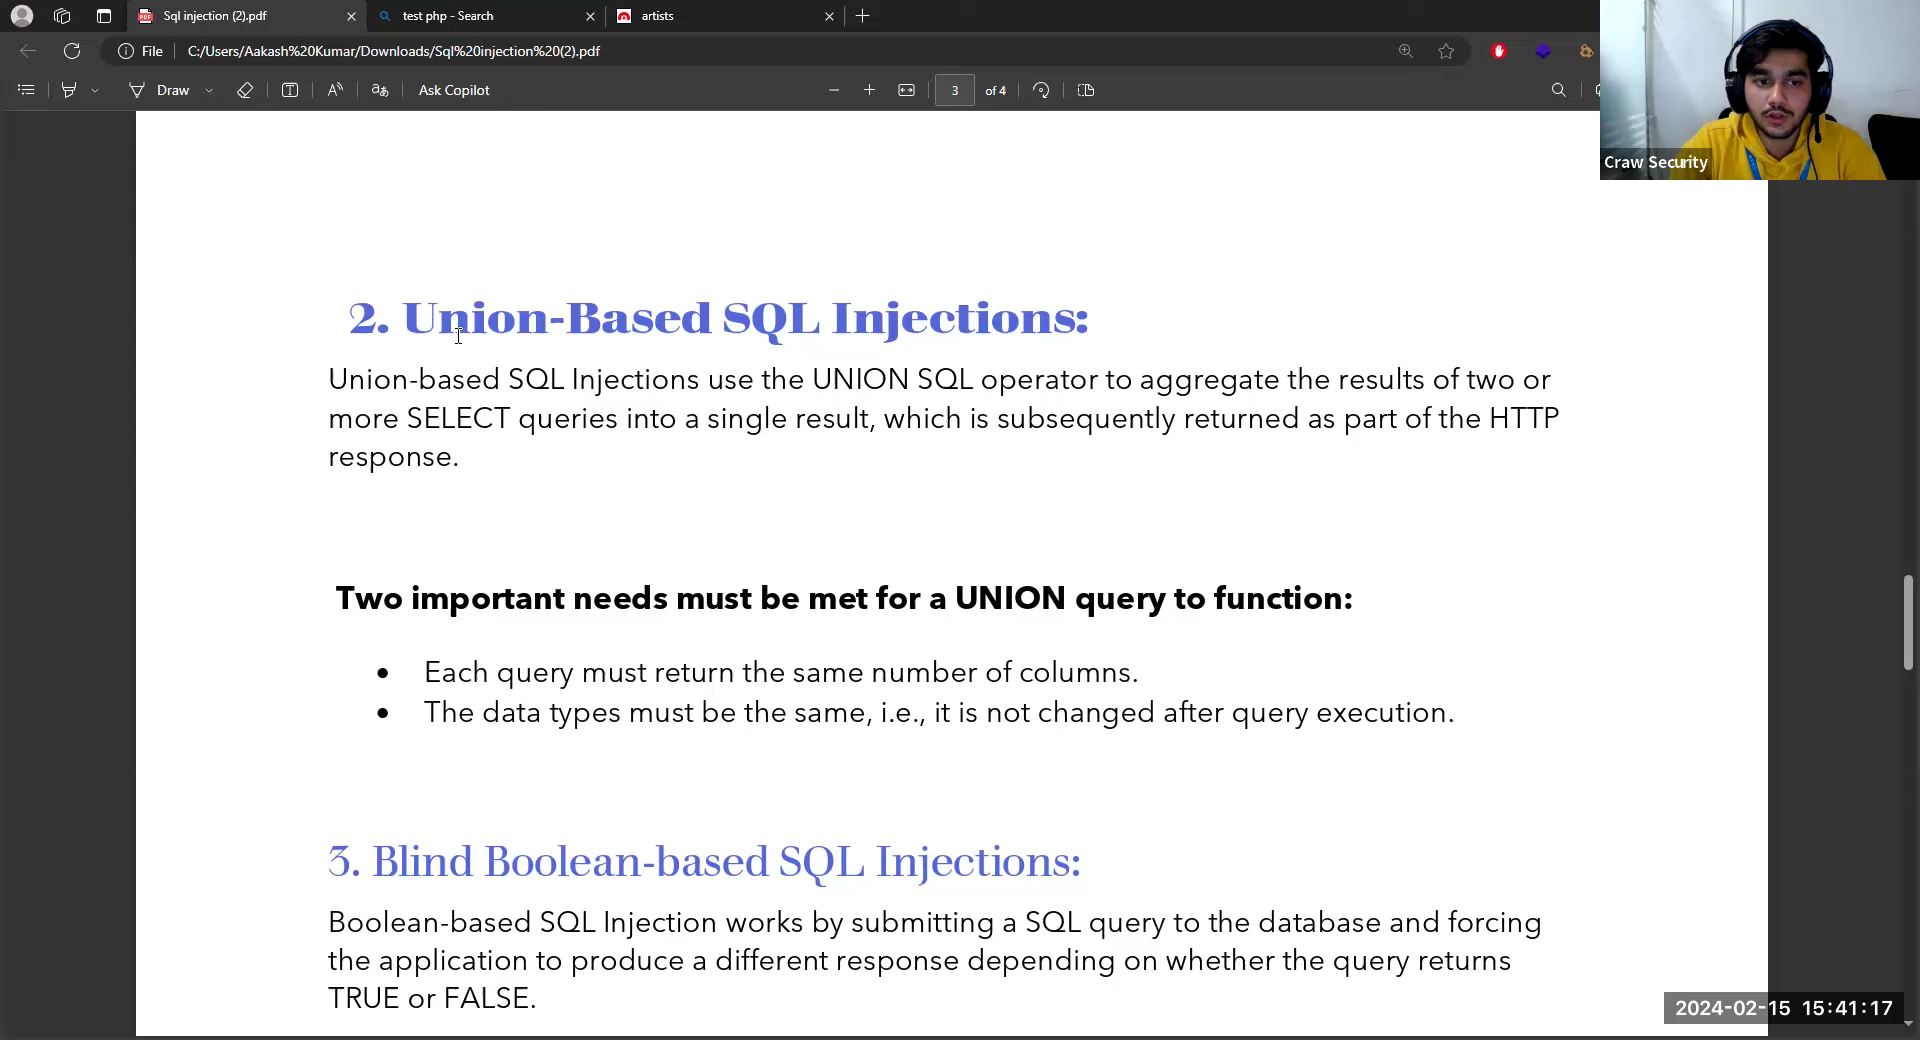 Sql injection (2).pdf
test php - Search
artists
File
C:/Users/Aakash%20Kumar/Downloads/Sql%20injection%20(2).pdf
Draw
Ask Copilot
3
of 4
Craw Security
2. Union-Based SQL Injections:
Union-based SQL Injections use the UNION SQL operator to aggregate the results of two or
more SELECT queries into a single result, which is subsequently returned as part of the HTTP
response.
Two important needs must be met for a UNION query to function:
• Each query must return the same number of columns.
• The data types must be the same, i.e., it is not changed after query execution.
3. Blind Boolean-based SQL Injections:
Boolean-based SQL Injection works by submitting a SQL query to the database and forcing
the application to produce a different response depending on whether the query returns
TRUE or FALSE.
2024-02-15 15:41:17